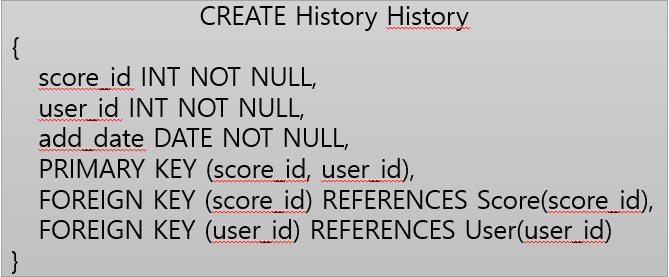 CREATE History History
{
score_id INT NOT NULL,
user_id INT NOT NULL,
add_date DATE NOT NULL,
PRIMARY KEY (score_id, user_id),
FOREIGN KEY (score_id) REFERENCES Score(score_id),
FOREIGN KEY (user_id) REFERENCES User(user_id)
}